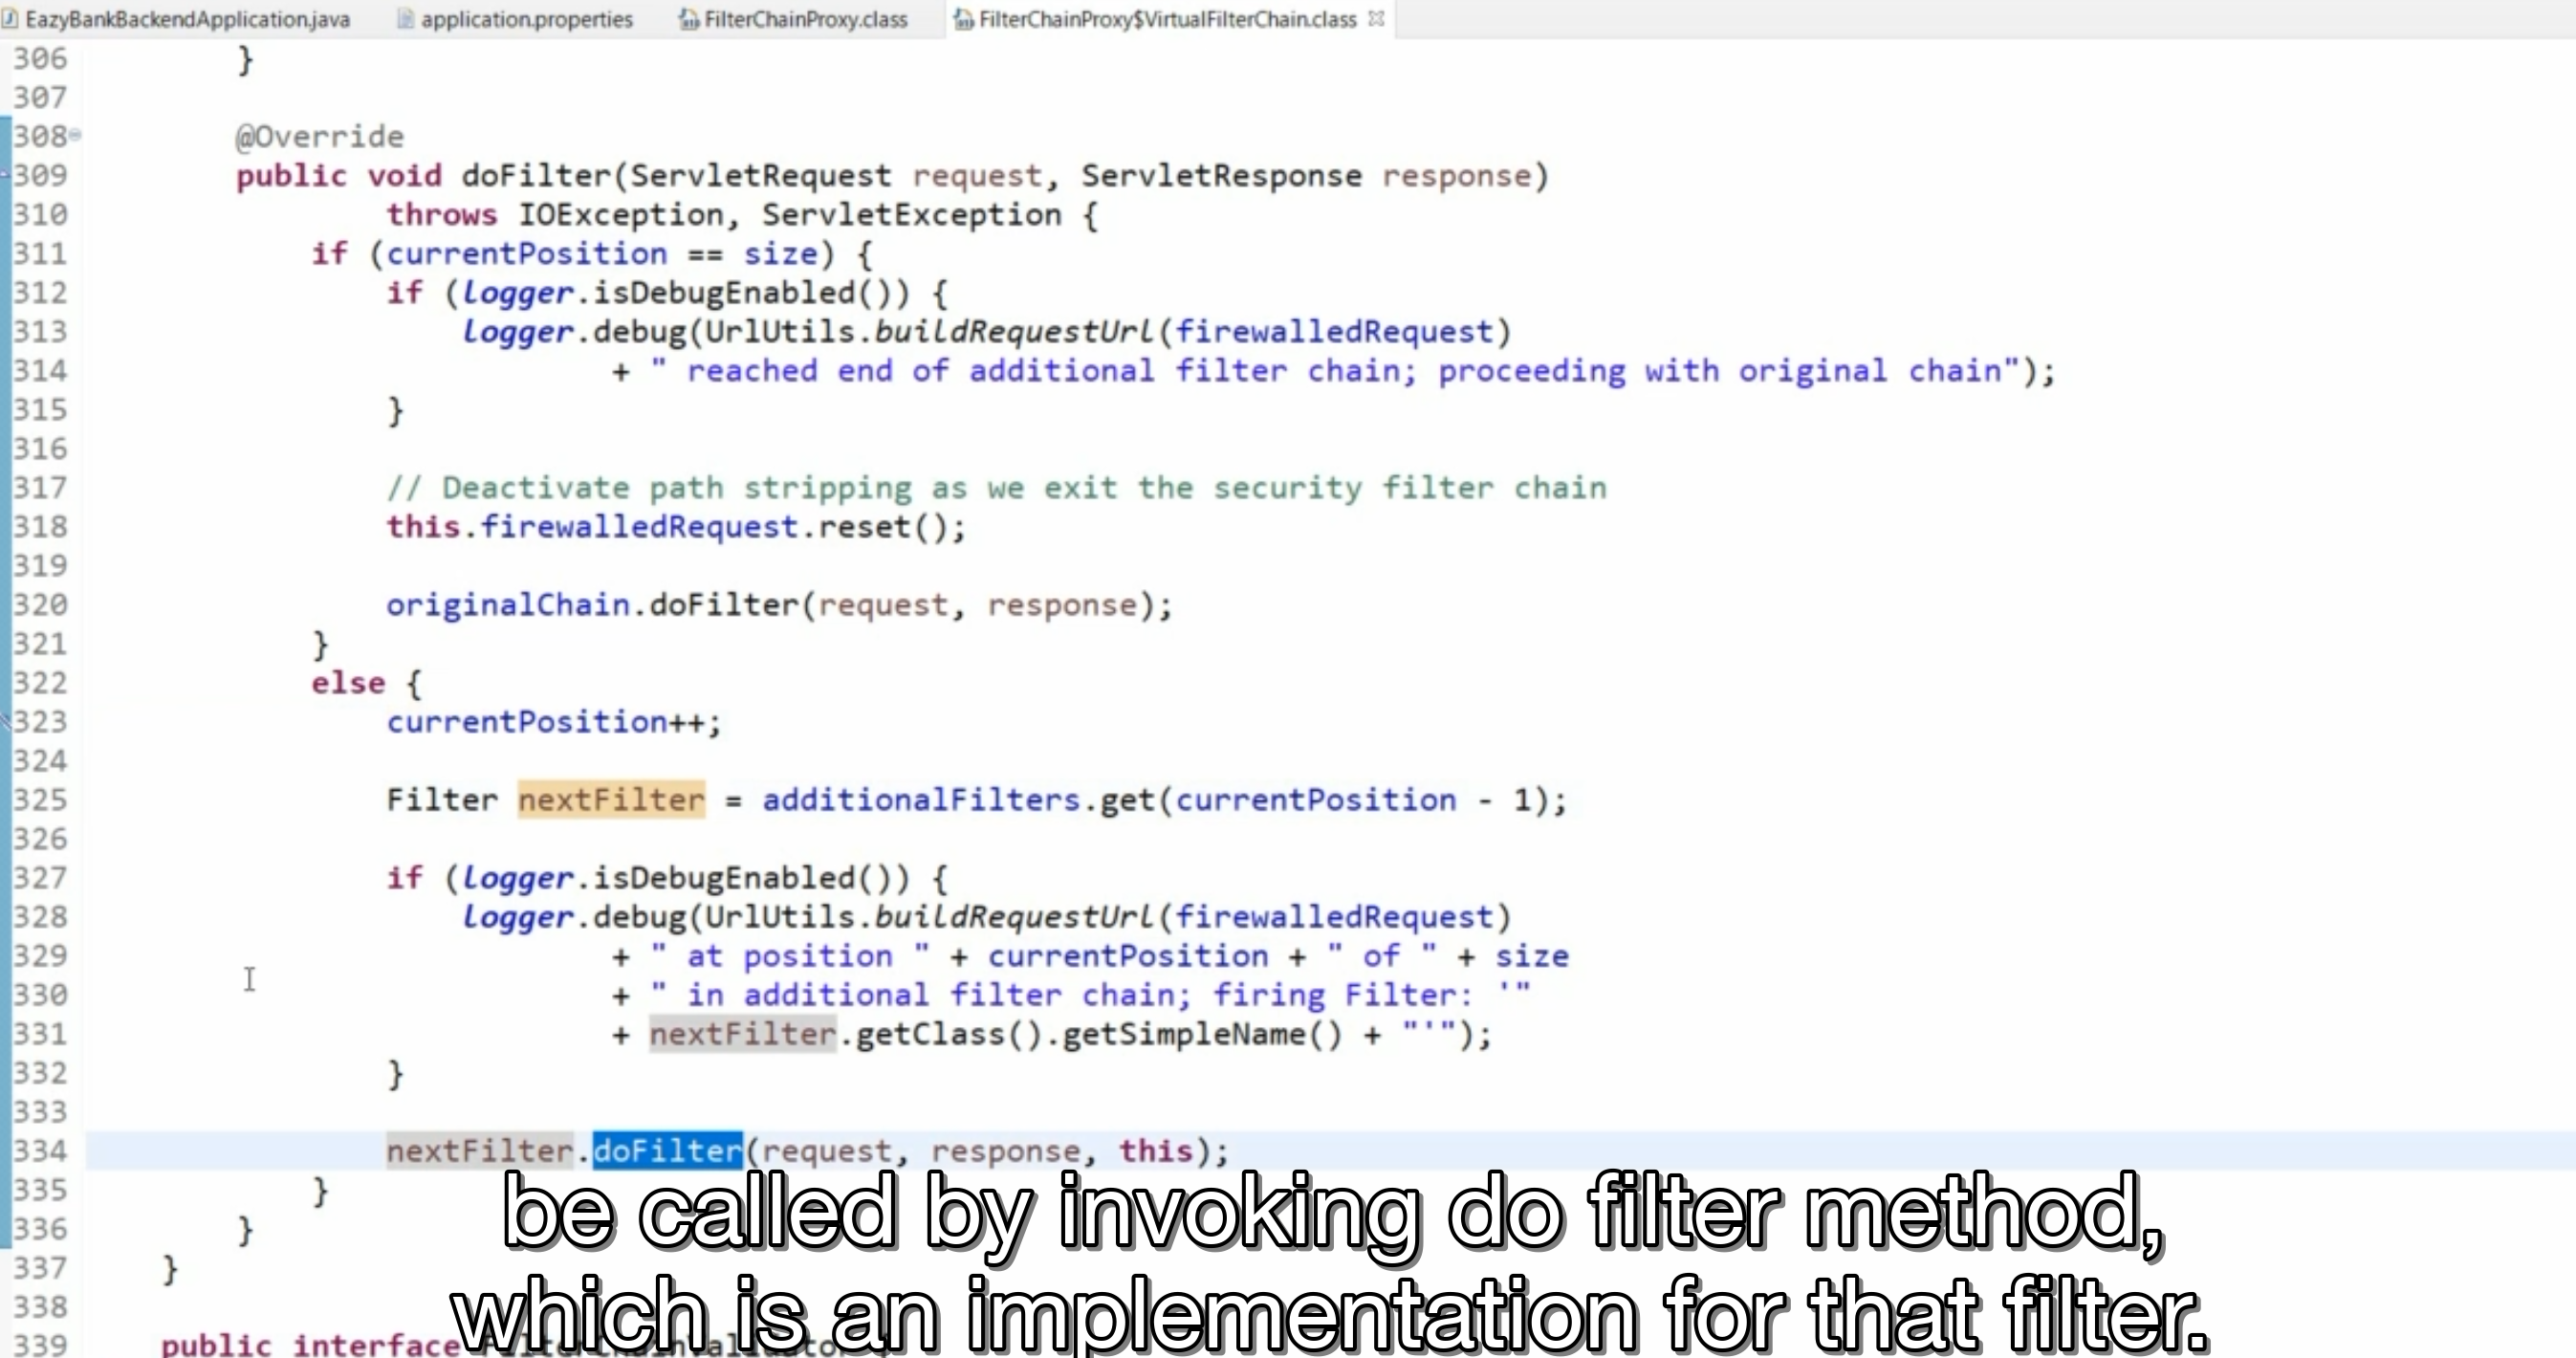 EazyBankBackendApplication.java application.properties FilterChainProxy.class FilterChainProxy$VirtualFilterChain.class
306 }
307
308 @Override
309 public void doFilter(ServletRequest request, ServletResponse response)
310 throws IOException, ServletException {
311 if (currentPosition == size) {
312 if (logger.isDebugEnabled()) {
313 logger.debug(UrlUtils.buildRequestUrl(firewalledRequest)
314 + " reached end of additional filter chain; proceeding with original chain");
315 }
316
317 // Deactivate path stripping as we exit the security filter chain
318 this.firewalledRequest.reset();
319
320 originalChain.doFilter(request, response);
321 }
322 else {
323 currentPosition++;
324
325 Filter nextFilter = additionalFilters.get(currentPosition - 1);
326
327 if (logger.isDebugEnabled()) {
328 logger.debug(UrlUtils.buildRequestUrl(firewalledRequest)
329 + " at position " + currentPosition + " of " + size
330 + " in additional filter chain; firing Filter: '"
331 + nextFilter.getClass().getSimpleName() + "'");
332 }
333
334 nextFilter.doFilter(request, response, this);
335 }
336 }
337 }
338
339 public interface
be called by invoking do filter method,
which is an implementation for that filter.